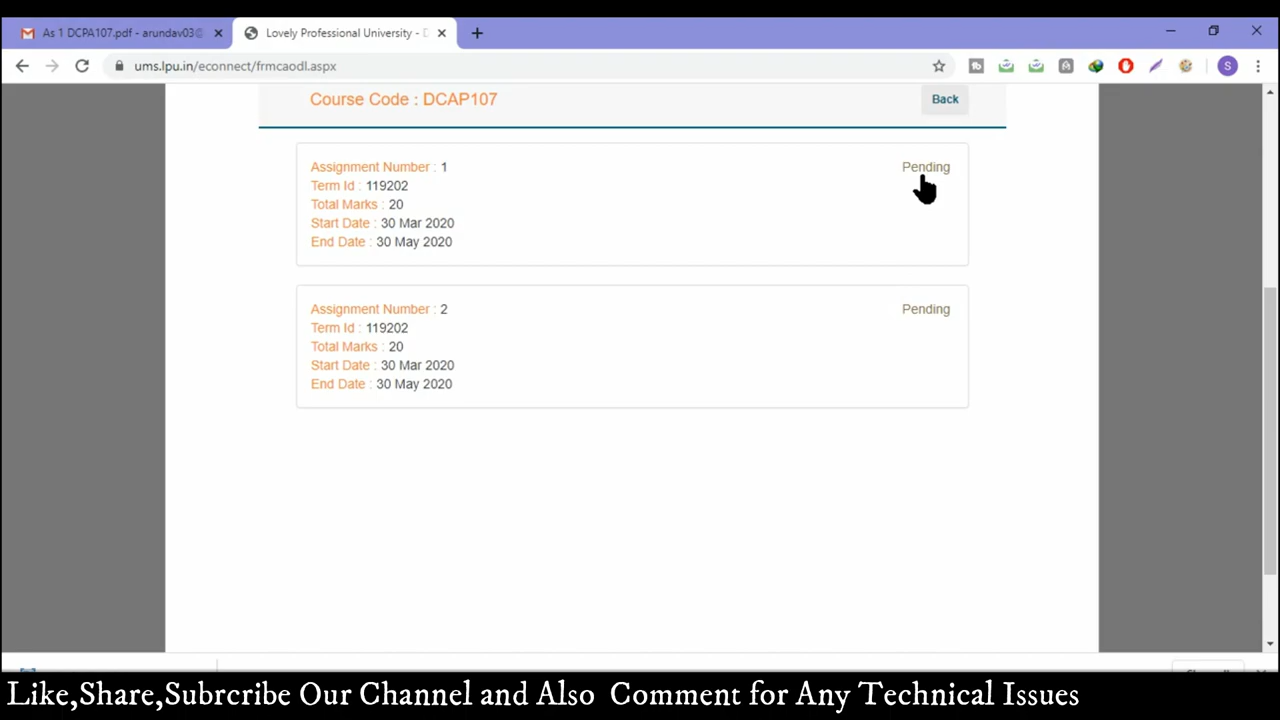 As 1 DCPA107.pdf - arundav03@
Lovely Professional University - D
ums.lpu.in/econnect/frmcaodl.aspx
S
Course Code : DCAP107
Back
Assignment Number : 1
Pending
Term Id : 119202
Total Marks : 20
Start Date : 30 Mar 2020
End Date : 30 May 2020
Assignment Number : 2
Pending
Term Id : 119202
Total Marks : 20
Start Date : 30 Mar 2020
End Date : 30 May 2020
Like,Share,Subrcribe Our Channel and Also Comment for Any Technical Issues